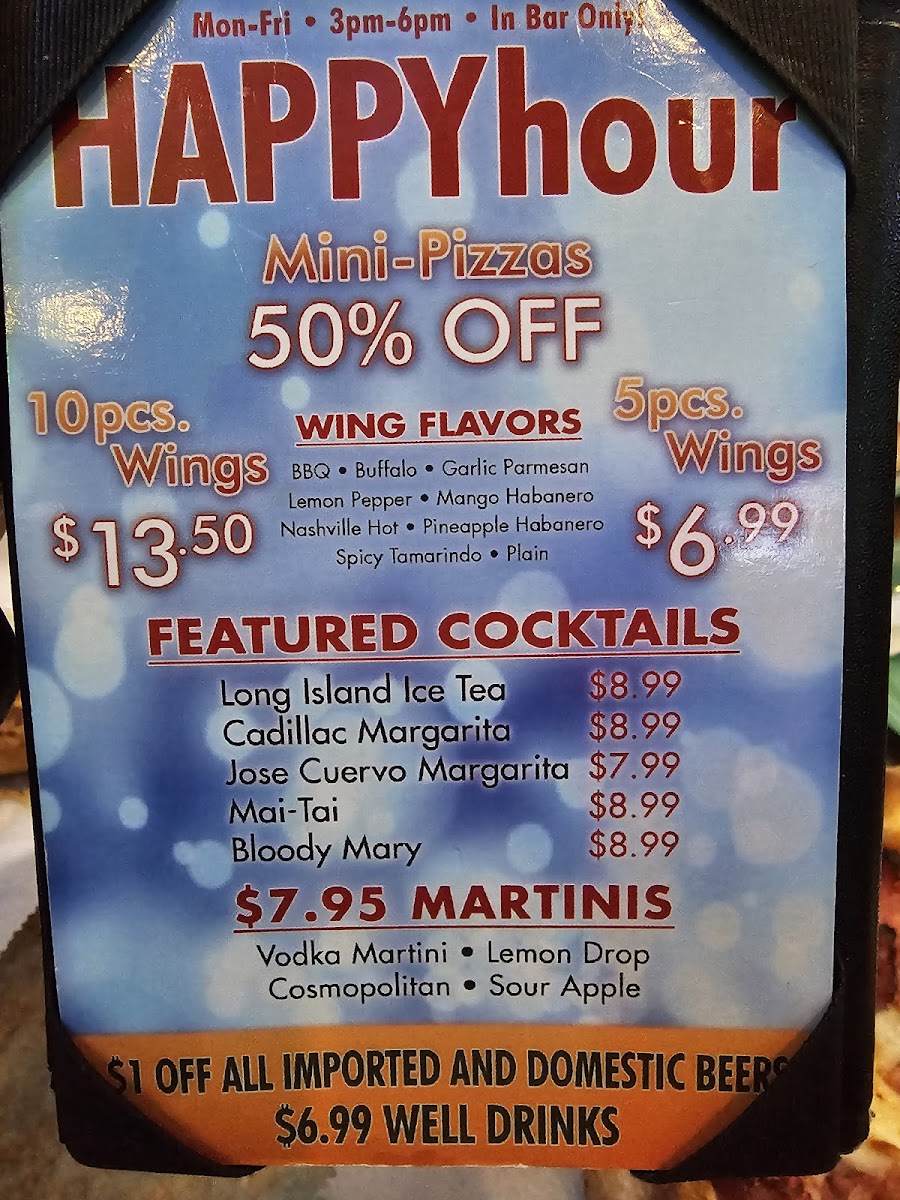 Mon-Fri • 3pm-6pm • In Bar Only!
HAPPYhour
Mini-Pizzas
50% OFF
10pcs.
Wings
$13.50
WING FLAVORS
BBQ • Buffalo • Garlic Parmesan
Lemon Pepper • Mango Habanero
Nashville Hot • Pineapple Habanero
Spicy Tamarindo • Plain
5pcs.
Wings
$6.99
FEATURED COCKTAILS
Long Island Ice Tea $8.99
Cadillac Margarita $8.99
Jose Cuervo Margarita $7.99
Mai-Tai $8.99
Bloody Mary $8.99
$7.95 MARTINIS
Vodka Martini • Lemon Drop
Cosmopolitan • Sour Apple
$1 OFF ALL IMPORTED AND DOMESTIC BEERS
$6.99 WELL DRINKS